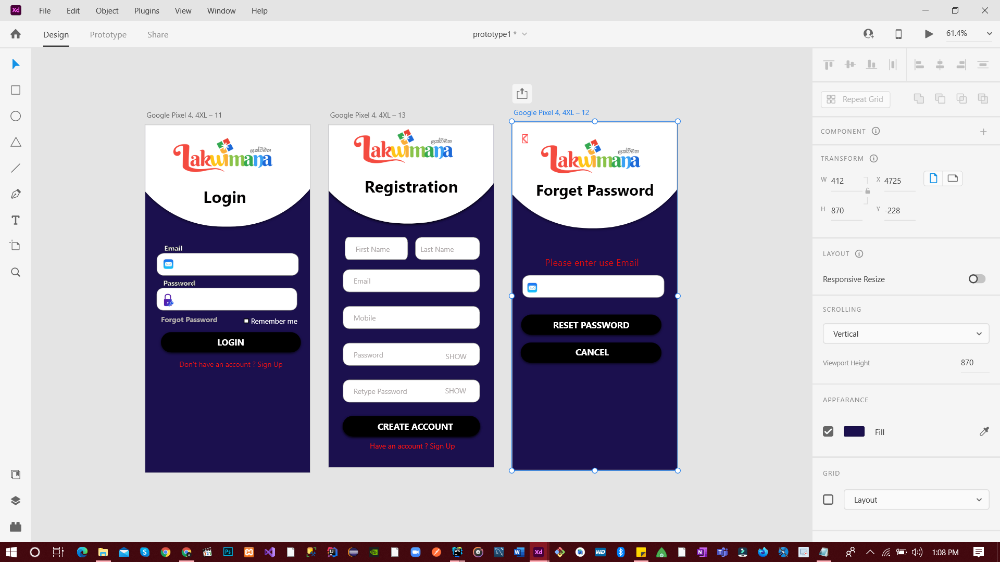 Xd File Edit Object Plugins View Window Help
Design Prototype Share prototype1 * 61.4%
Repeat Grid
COMPONENT
TRANSFORM
W 412 X 4725
H 870 Y -228
LAYOUT
Responsive Resize
SCROLLING
Vertical
Viewport Height 870
APPEARANCE
Fill
GRID
Layout
Google Pixel 4, 4XL – 11
ලක්විමන
Lakwimana
Login
Email
Password
Forgot Password Remember me
LOGIN
Don't have an account ? Sign Up
Google Pixel 4, 4XL – 13
ලක්විමන
Lakwimana
Registration
First Name Last Name
Email
Mobile
Password SHOW
Retype Password SHOW
CREATE ACCOUNT
Have an account ? Sign Up
Google Pixel 4, 4XL – 12
ලක්විමන
Lakwimana
Forget Password
Please enter use Email
RESET PASSWORD
CANCEL
1:08 PM